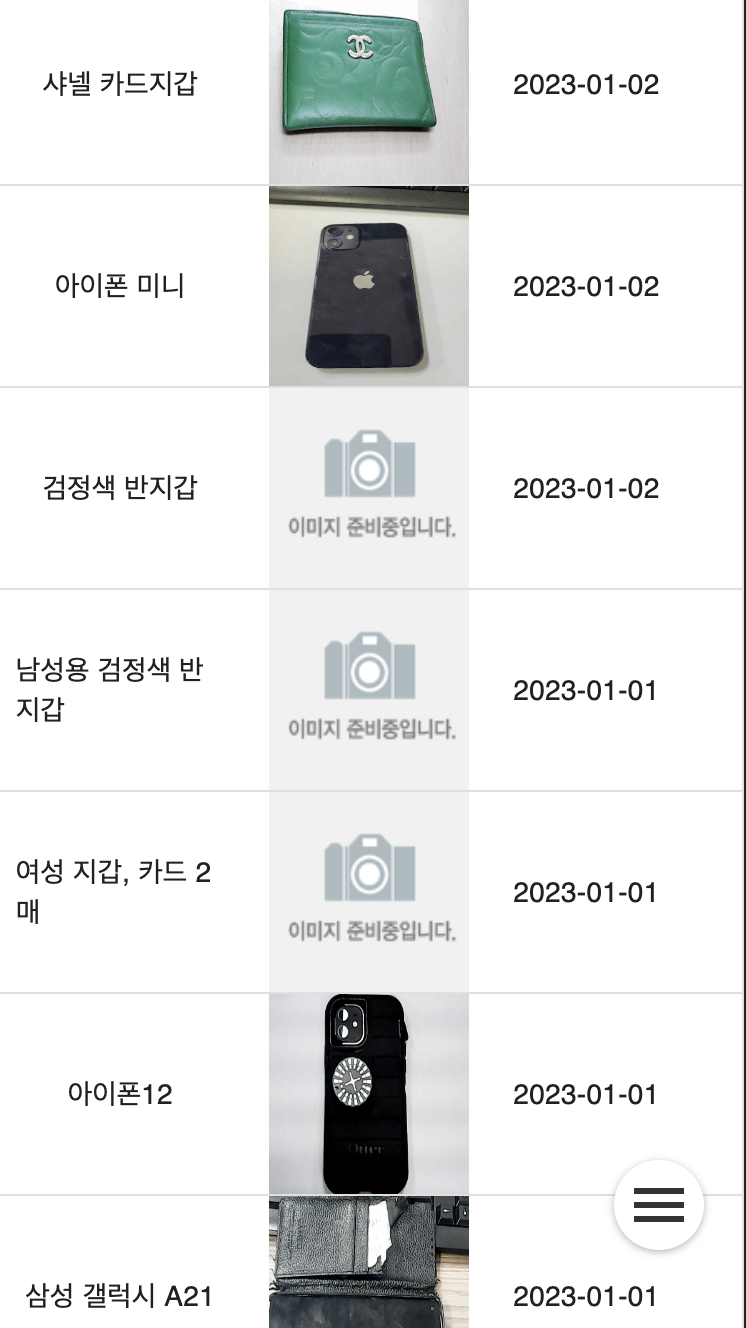 샤넬 카드지갑
2023-01-02
아이폰 미니
2023-01-02
검정색 반지갑
이미지 준비중입니다.
2023-01-02
남성용 검정색 반
지갑
이미지 준비중입니다.
2023-01-01
여성 지갑, 카드 2
매
이미지 준비중입니다.
2023-01-01
아이폰12
Otter
2023-01-01
삼성 갤럭시 A21
2023-01-01